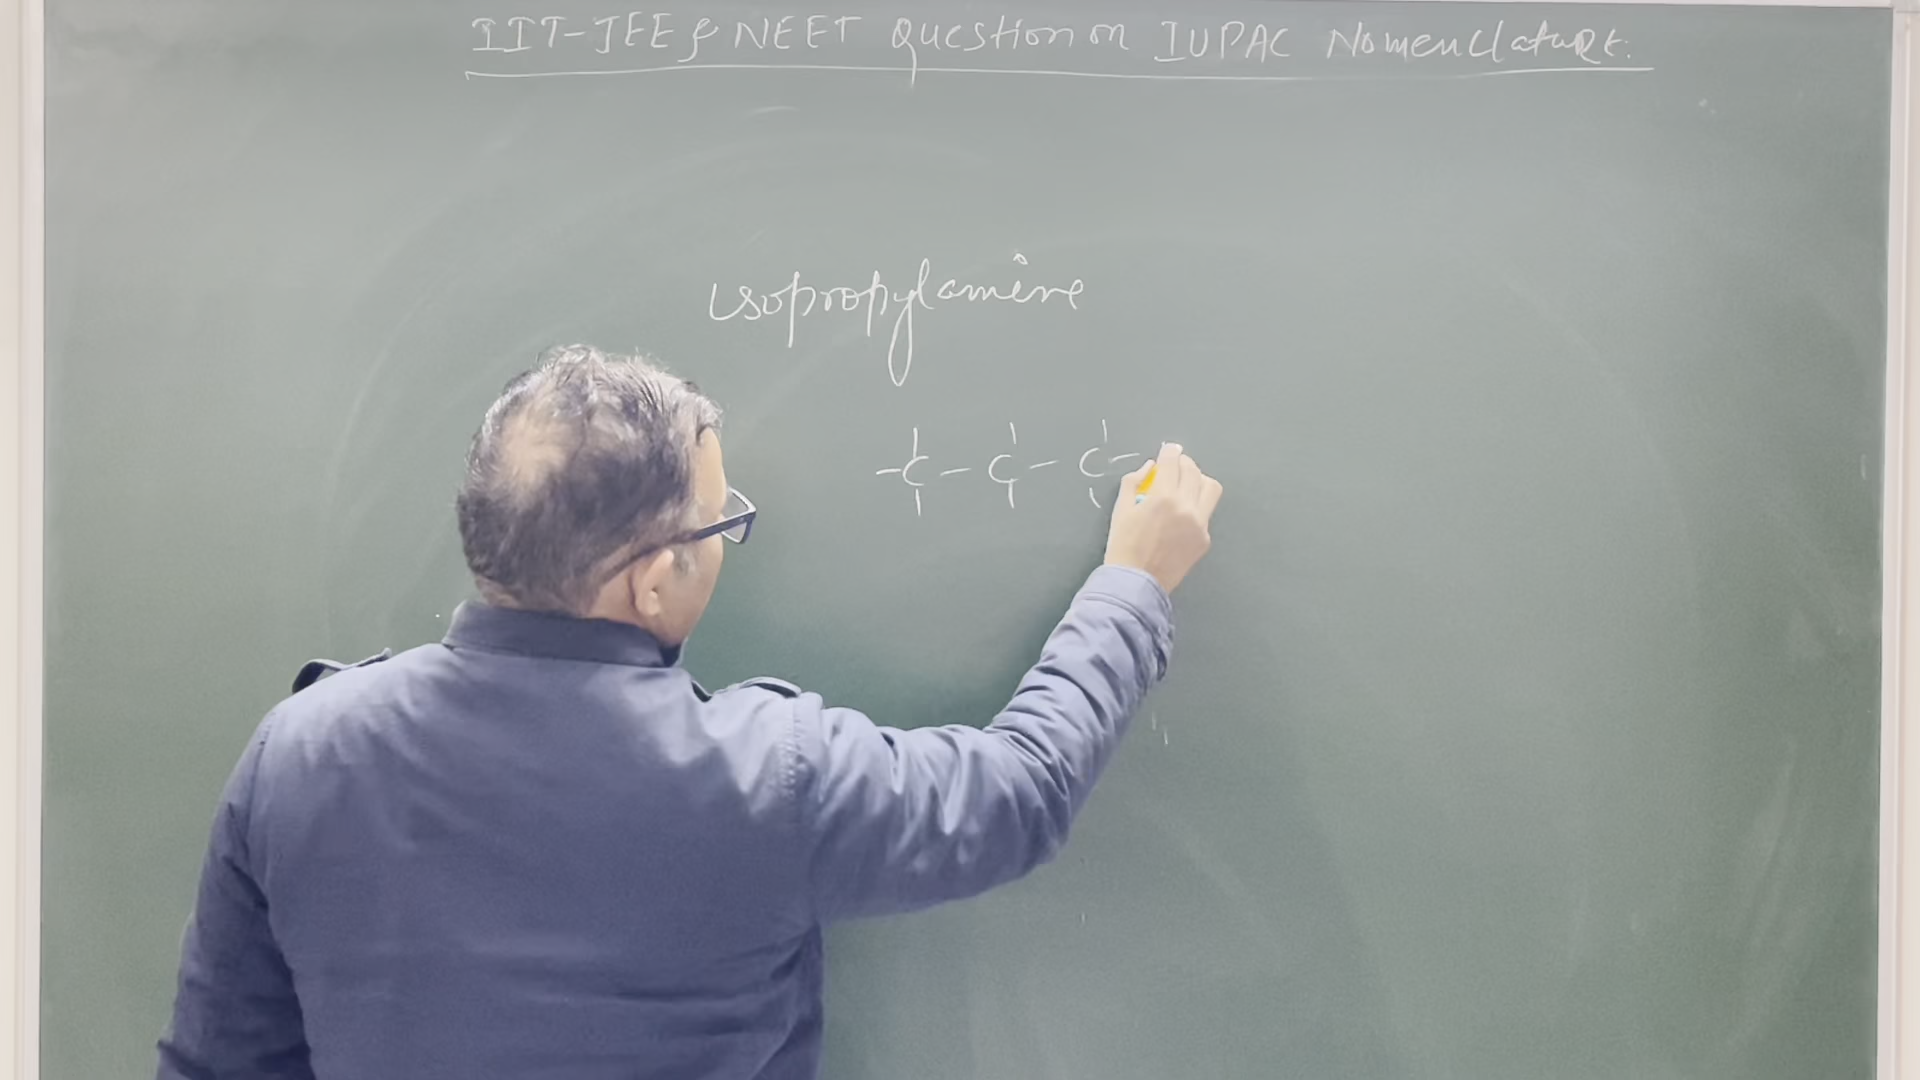 IIT-JEE & NEET Question on IUPAC Nomenclature.
isopropylamine
-C-C-C-